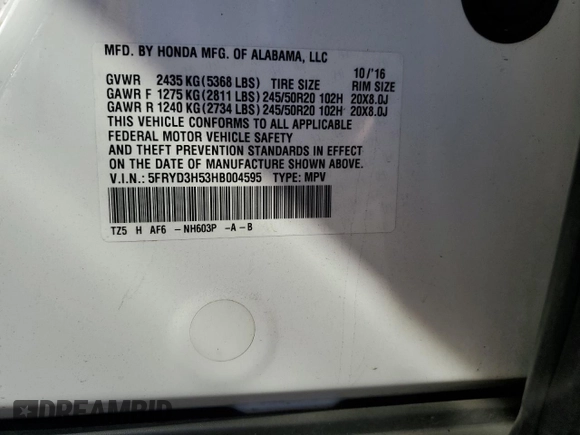 MFD. BY HONDA MFG. OF ALABAMA, LLC
10/'16
GVWR 2435 KG(5368 LBS) TIRE SIZE RIM SIZE
GAWR F 1275 KG(2811 LBS)245/50R20 102H 20X8.0J
GAWR R 1240 KG(2734 LBS)245/50R20 102H 20X8.0J
THIS VEHICLE CONFORMS TO ALL APPLICABLE
FEDERAL MOTOR VEHICLE SAFETY
AND THEFT PREVENTION STANDARDS IN EFFECT
ON THE DATE OF MANUFACTURE SHOWN ABOVE.
V.I.N.: 5FRYD3H53HB004595 TYPE: MPV
TZ5 H AF6 -NH603P -A-B
DREAMBID